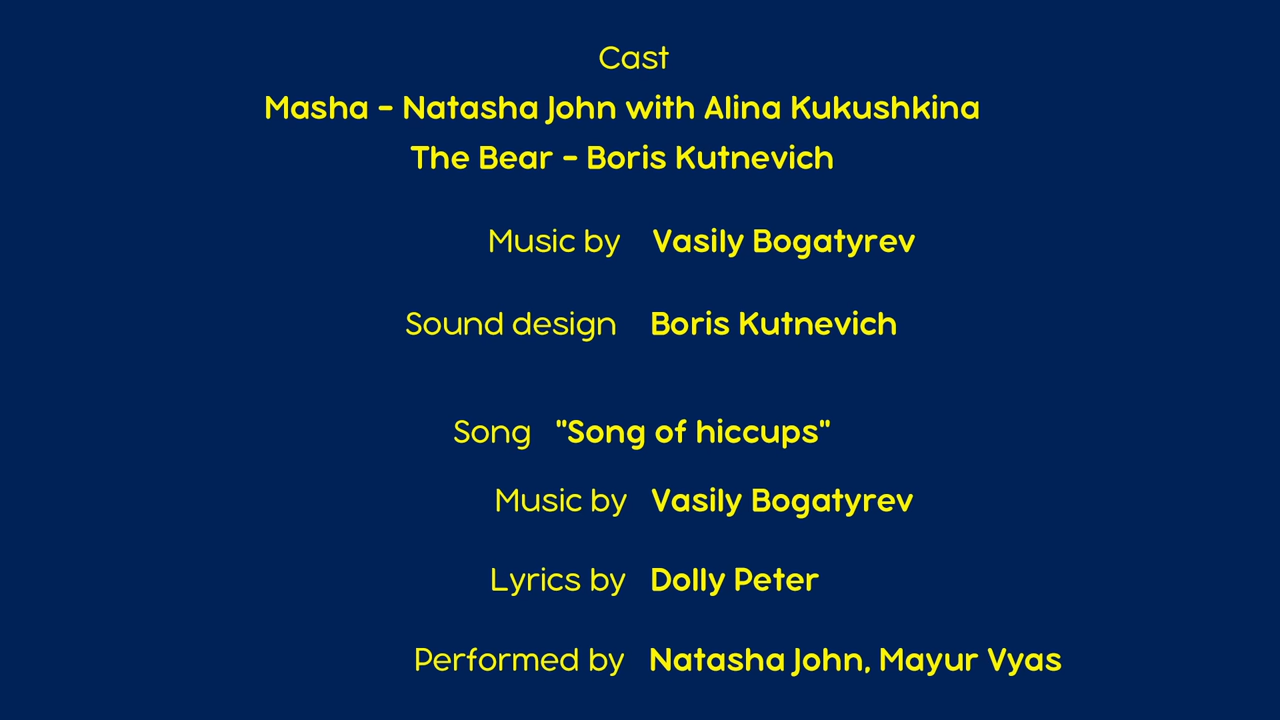 Cast
Masha - Natasha John with Alina Kukushkina
The Bear - Boris Kutnevich
Music by Vasily Bogatyrev
Sound design Boris Kutnevich
Song "Song of hiccups"
Music by Vasily Bogatyrev
Lyrics by Dolly Peter
Performed by Natasha John, Mayur Vyas